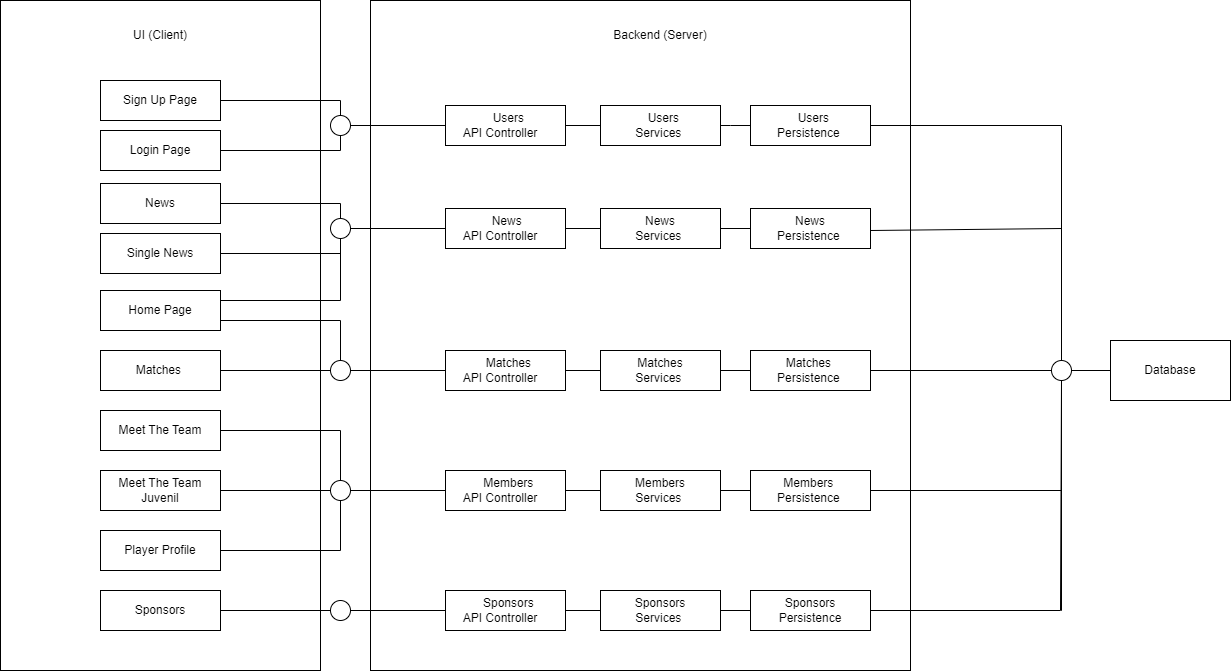 UI (Client)
Backend (Server)
Sign Up Page
Login Page
News
Single News
Home Page
Matches
Meet The Team
Meet The Team
Juvenil
Player Profile
Sponsors
Users
API Controller
Users
Services
Users
Persistence
News
API Controller
News
Services
News
Persistence
Matches
API Controller
Matches
Services
Matches
Persistence
Members
API Controller
Members
Services
Members
Persistence
Sponsors
API Controller
Sponsors
Services
Sponsors
Persistence
Database